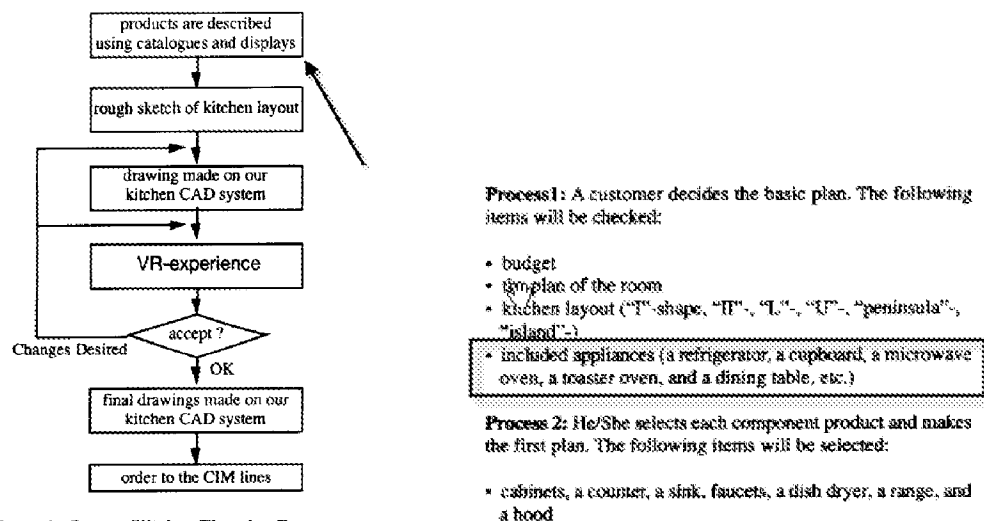 products are described
using catalogues and displays
rough sketch of kitchen layout
drawing made on our
kitchen CAD system
VR-experience
accept ?
Changes Desired
OK
final drawings made on our
kitchen CAD system
order to the CIM lines
Process1: A customer decides the basic plan. The following
items will be checked:
• budget
• plan of the room
• kitchen layout ("I"-shape, "II"-, "L"-, "U"-, "peninsula"-,
"island"-)
• included appliances (a refrigerator, a cupboard, a microwave
oven, a toaster oven, and a dining table, etc.)
Process 2: He/She selects each component product and makes
the first plan. The following items will be selected:
• cabinets, a counter, a sink, faucets, a dish dryer, a range, and
a hood